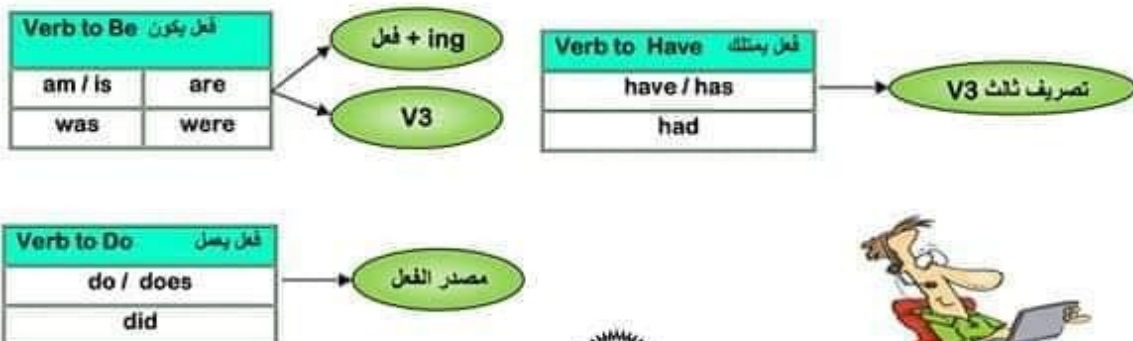 Verb to Be فعل يكون
am / is are
was were
فعل + ing
V3
Verb to Have فعل يمتلك
have / has
had
تصريف ثالث V3
Verb to Do فعل يعمل
do / does
did
مصدر الفعل